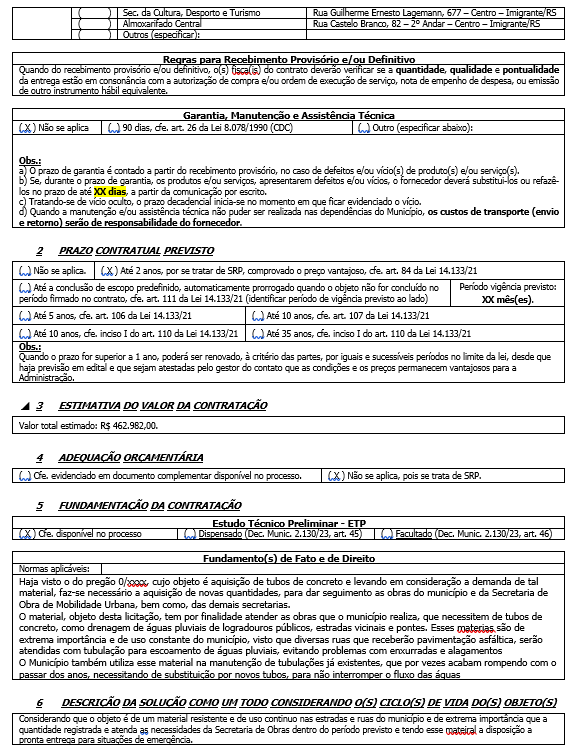 ( ) Sec. da Cultura, Desporto e Turismo Rua Guilherme Ernesto Lagemann, 677 – Centro – Imigrante/RS
( ) Almoxarifado Central Rua Castelo Branco, 82 – 2º Andar – Centro - Imigrante/RS
( ) Outros (especificar):
Regras para Recebimento Provisório e/ou Definitivo
Quando do recebimento provisório e/ou definitivo, o(s) fiscal(is) do contrato deverão verificar se a quantidade, qualidade e pontualidade
da entrega estão em consonância com a autorização de compra e/ou ordem de execução de serviço, nota de empenho de despesa, ou emissão
de outro instrumento hábil equivalente.
Garantia, Manutenção e Assistência Técnica
(X) Não se aplica (__) 90 dias, cfe. art. 26 da Lei 8.078/1990 (CDC) (__) Outro (especificar abaixo):
Obs.:
a) O prazo de garantia é contado a partir do recebimento provisório, no caso de defeitos e/ou vício(s) de produto(s) e/ou serviço(s).
b) Se, durante o prazo de garantia, os produtos e/ou serviços, apresentarem defeitos e/ou vícios, o fornecedor deverá substituí-los ou refazê-
los no prazo de até XX dias, a partir da comunicação por escrito.
c) Tratando-se de vício oculto, o prazo decadencial inicia-se no momento em que ficar evidenciado o vício.
d) Quando a manutenção e/ou assistência técnica não puder ser realizada nas dependências do Município, os custos de transporte (envio
e retorno) serão de responsabilidade do fornecedor.
2 PRAZO CONTRATUAL PREVISTO
(__) Não se aplica. (X) Até 2 anos, por se tratar de SRP, comprovado o preço vantajoso, cfe. art. 84 da Lei 14.133/21
(__) Até a conclusão de escopo predefinido, automaticamente prorrogado quando o objeto não for concluído no
período firmado no contrato, cfe. art. 111 da Lei 14.133/21 (identificar período de vigência previsto ao lado)
Período vigência previsto:
XX mês(es).
(__) Até 5 anos, cfe. art. 106 da Lei 14.133/21 (__) Até 10 anos, cfe. art. 107 da Lei 14.133/21
(__) Até 10 anos, cfe. inciso I do art. 110 da Lei 14.133/21 (__) Até 35 anos, cfe. inciso I do art. 110 da Lei 14.133/21
Obs.:
Quando o prazo for superior a 1 ano, poderá ser renovado, à critério das partes, por iguais e sucessíveis períodos no limite da lei, desde que
haja previsão em edital e que sejam atestadas pelo gestor do contato que as condições e os preços permanecem vantajosos para a
Administração.
3 ESTIMATIVA DO VALOR DA CONTRATAÇÃO
Valor total estimado: R$ 462.982,00.
4 ADEQUAÇÃO ORÇAMENTÁRIA
(__) Cfe. evidenciado em documento complementar disponível no processo. (X) Não se aplica, pois se trata de SRP.
5 FUNDAMENTAÇÃO DA CONTRATAÇÃO
Estudo Técnico Preliminar - ETP
(X) Cfe. disponível no processo (__) Dispensado (Dec. Munic. 2.130/23, art. 45) (__) Facultado (Dec. Munic. 2.130/23, art. 46)
Fundamento(s) de Fato e de Direito
Normas aplicáveis:
Haja visto o do pregão 0/xxxx, cujo objeto é aquisição de tubos de concreto e levando em consideração a demanda de tal
material, faz-se necessário a aquisição de novas quantidades, para dar seguimento as obras do município e da Secretaria de
Obra de Mobilidade Urbana, bem como, das demais secretarias.
O material, objeto desta licitação, tem por finalidade atender as obras que o município realiza, que necessitem de tubos de
concreto, como drenagem de águas pluviais de logradouros públicos, estradas vicinais e pontes. Esses materias são de
extrema importância e de uso constante do município, visto que diversas ruas que receberão pavimentação asfáltica, serão
atendidas com tubulação para escoamento de águas pluviais, evitando problemas com enxurradas e alagamentos
O Município também utiliza esse material na manutenção de tubulações já existentes, que por vezes acabam rompendo com o
passar dos anos, necessitando de substituição por novos tubos, para não interromper o fluxo das águas
6 DESCRIÇÃO DA SOLUÇÃO COMO UM TODO CONSIDERANDO O(S) CICLO(S) DE VIDA DO(S) OBJETO(S)
Considerando que o objeto é de um material resistente e de uso continuo nas estradas e ruas do município e de extrema importância que a
quantidade registrada e atenda as necessidades da Secretaria de Obras dentro do período previsto e tendo esse mateiral a disposição a
pronta entrega para situações de emergência.